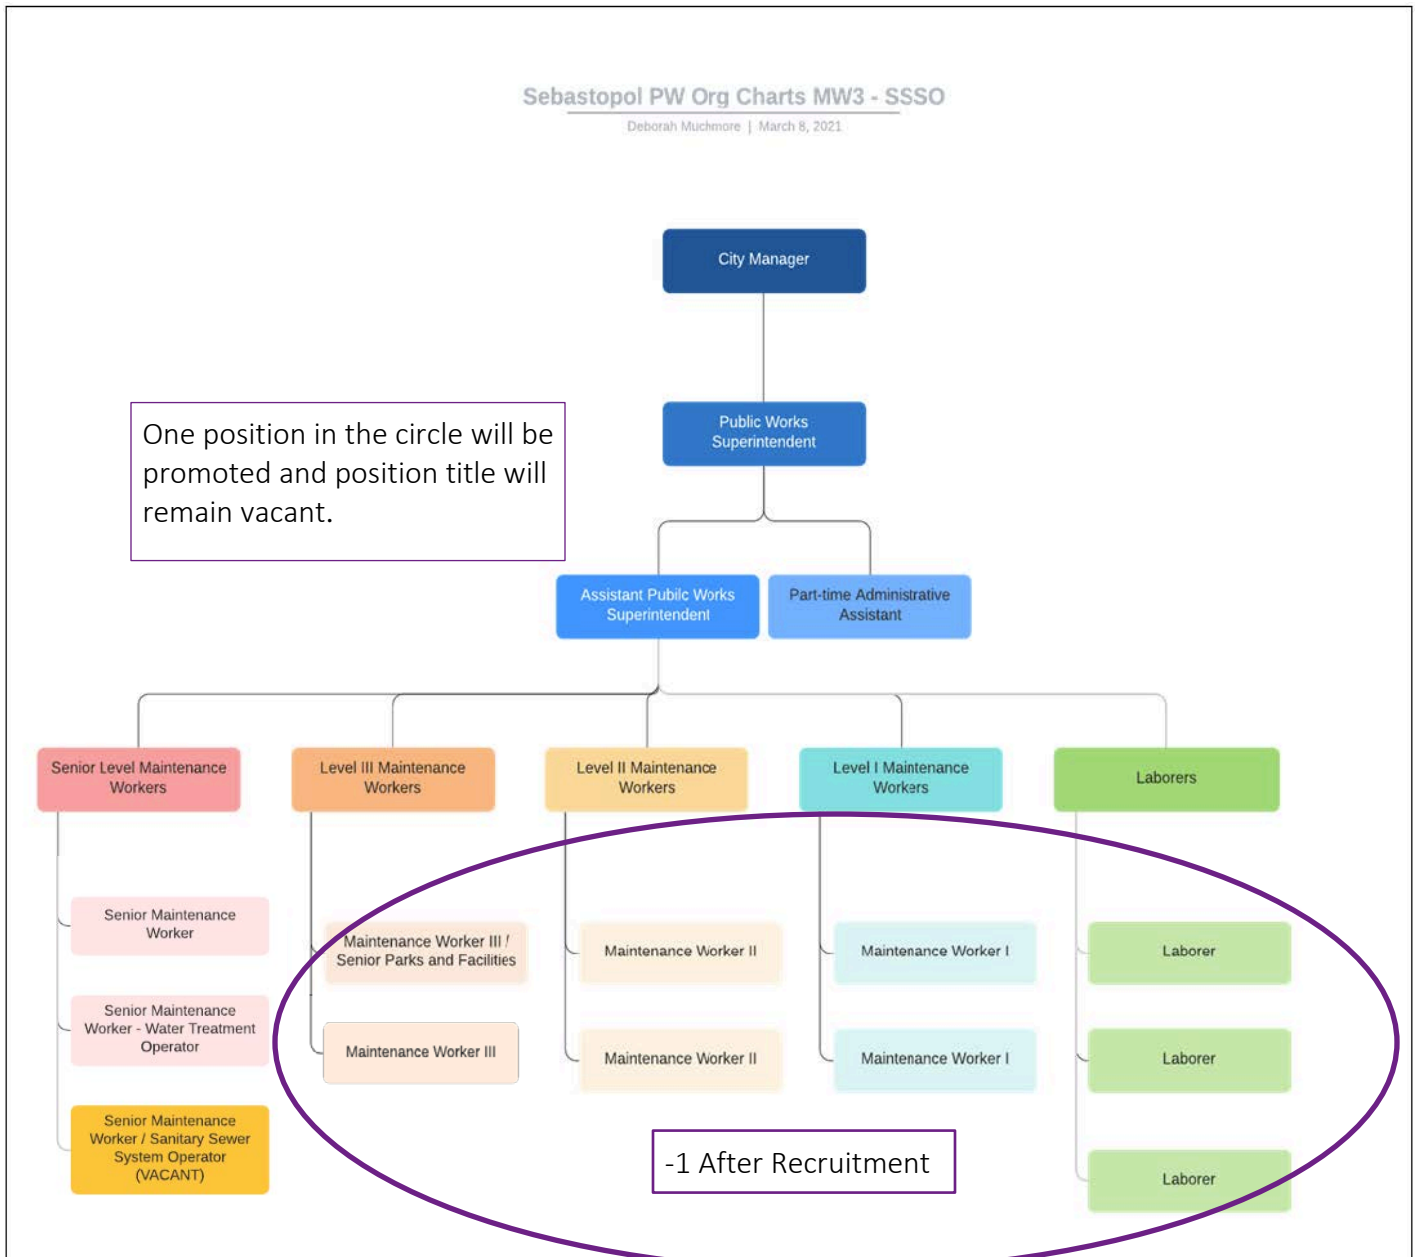 Sebastopol PW Org Charts MW3 - SSSO
Deborah Muchmore | March 8, 2021
City Manager
One position in the circle will be
promoted and position title will
remain vacant.
Public Works
Superintendent
Assistant Public Works
Superintendent
Part-time Administrative
Assistant
Senior Level Maintenance
Workers
Level III Maintenance
Workers
Level II Maintenance
Workers
Level I Maintenance
Workers
Laborers
Senior Maintenance
Worker
Senior Maintenance
Worker - Water Treatment
Operator
Senior Maintenance
Worker / Sanitary Sewer
System Operator
(VACANT)
Maintenance Worker III /
Senior Parks and Facilities
Maintenance Worker III
Maintenance Worker II
Maintenance Worker II
Maintenance Worker I
Maintenance Worker I
Laborer
Laborer
Laborer
-1 After Recruitment